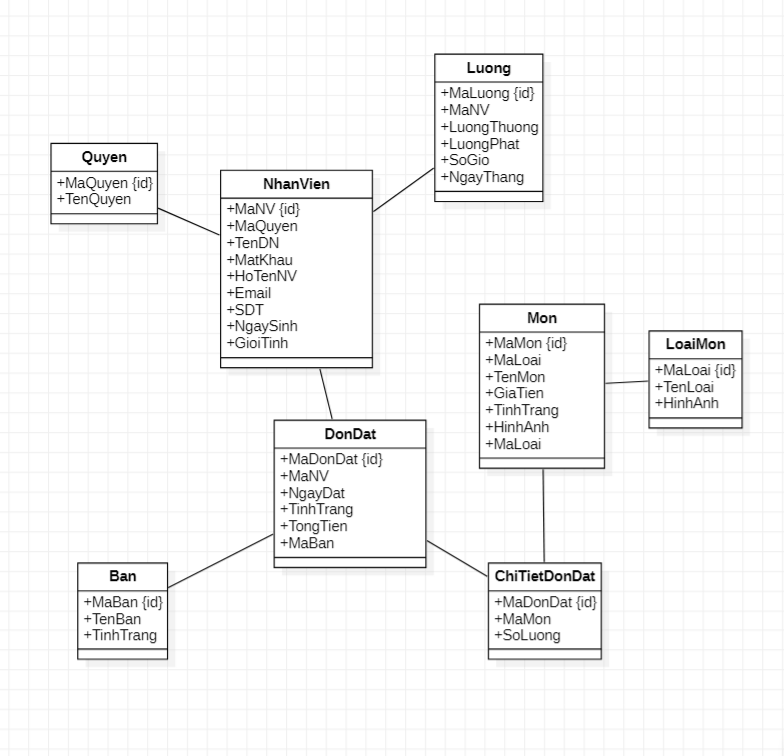 Luong
+MaLuong {id}
+MaNV
+LuongThuong
+LuongPhat
+SoGio
+NgayThang
Quyen
+MaQuyen {id}
+TenQuyen
NhanVien
+MaNV {id}
+MaQuyen
+TenDN
+MatKhau
+HoTenNV
+Email
+SDT
+NgaySinh
+GioiTinh
Mon
+MaMon {id}
+MaLoai
+TenMon
+GiaTien
+TinhTrang
+HinhAnh
+MaLoai
LoaiMon
+MaLoai {id}
+TenLoai
+HinhAnh
DonDat
+MaDonDat {id}
+MaNV
+NgayDat
+TinhTrang
+TongTien
+MaBan
Ban
+MaBan {id}
+TenBan
+TinhTrang
ChiTietDonDat
+MaDonDat {id}
+MaMon
+SoLuong